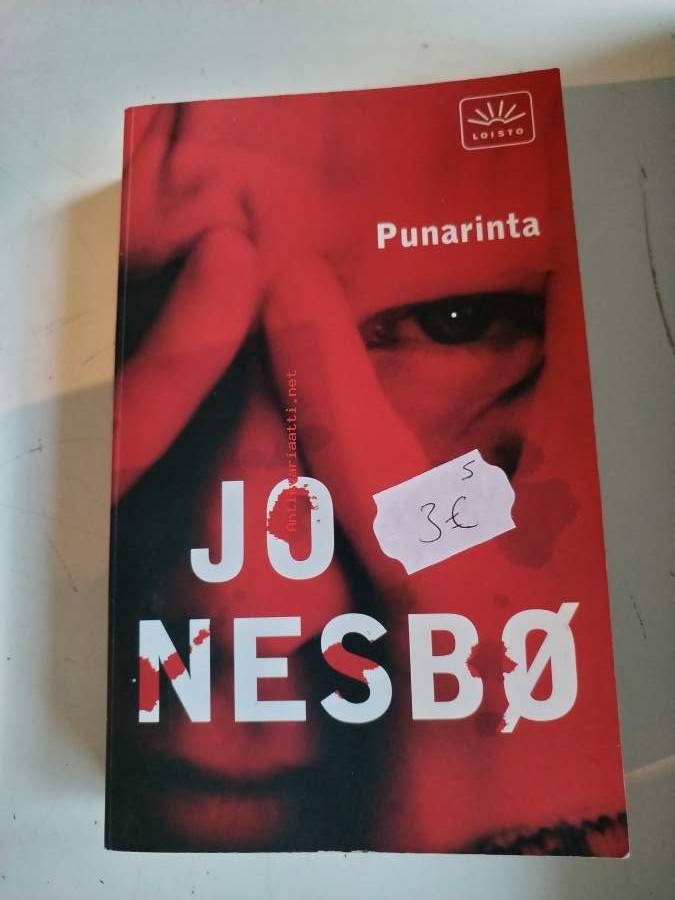 LOISTO
Punarinta
Antikvariaatti.net
JO
5
3€
NESBØ